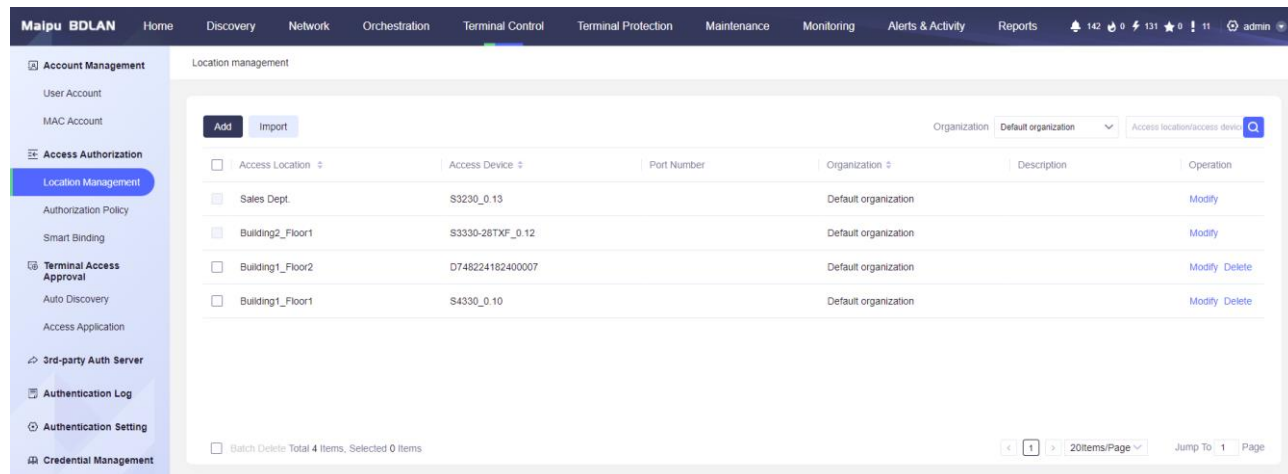 Maipu BDLAN Home Discovery Network Orchestration Terminal Control Terminal Protection Maintenance Monitoring Alerts & Activity Reports 142 0 131 0 11 admin
Account Management
User Account
MAC Account
Access Authorization
Location Management
Authorization Policy
Smart Binding
Terminal Access
Approval
Auto Discovery
Access Application
3rd-party Auth Server
Authentication Log
Authentication Setting
Credential Management
Location management
Add Import Organization Default organization Access location/access devic
Access Location Access Device Port Number Organization Description Operation
Sales Dept. S3230_0.13 Default organization Modify
Building2_Floor1 S3330-28TXF_0.12 Default organization Modify
Building1_Floor2 D748224182400007 Default organization Modify Delete
Building1_Floor1 S4330_0.10 Default organization Modify Delete
Batch Delete Total 4 Items, Selected 0 Items < 1 > 20Items/Page Jump To 1 Page